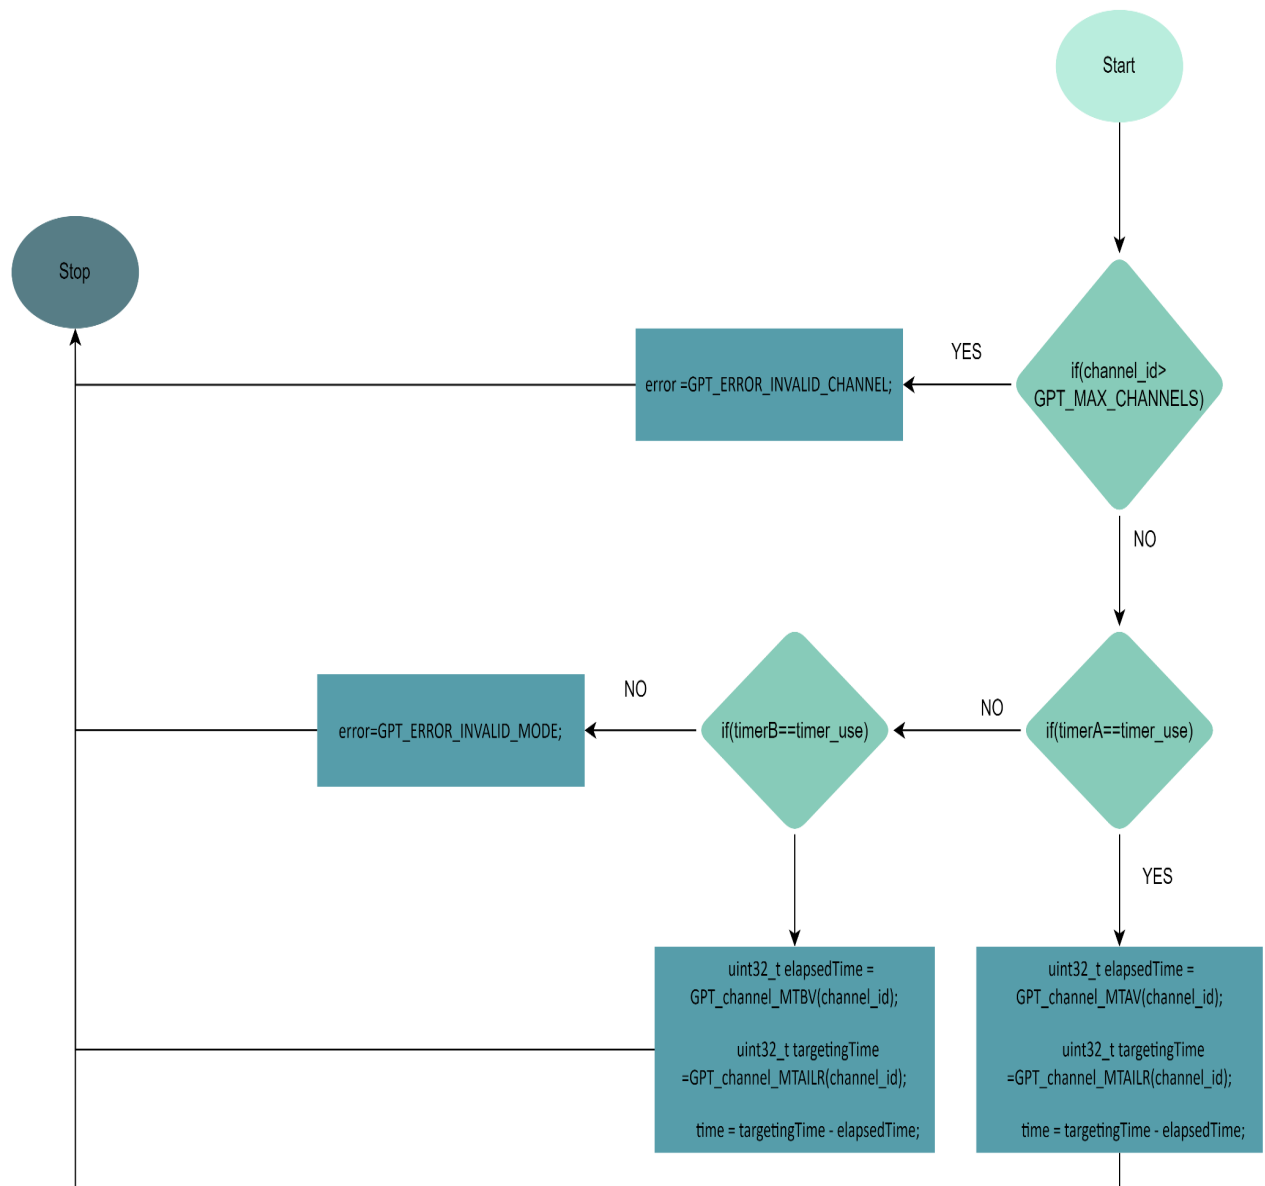 Start
Stop
if(channel_id>
GPT_MAX_CHANNELS)
YES
error =GPT_ERROR_INVALID_CHANNEL;
NO
if(timerA==timer_use)
NO
if(timerB==timer_use)
NO
error=GPT_ERROR_INVALID_MODE;
YES
uint32_t elapsedTime =
GPT_channel_MTBV(channel_id);
uint32_t targetingTime
=GPT_channel_MTAILR(channel_id);
time = targetingTime - elapsedTime;
uint32_t elapsedTime =
GPT_channel_MTAV(channel_id);
uint32_t targetingTime
=GPT_channel_MTAILR(channel_id);
time = targetingTime - elapsedTime;